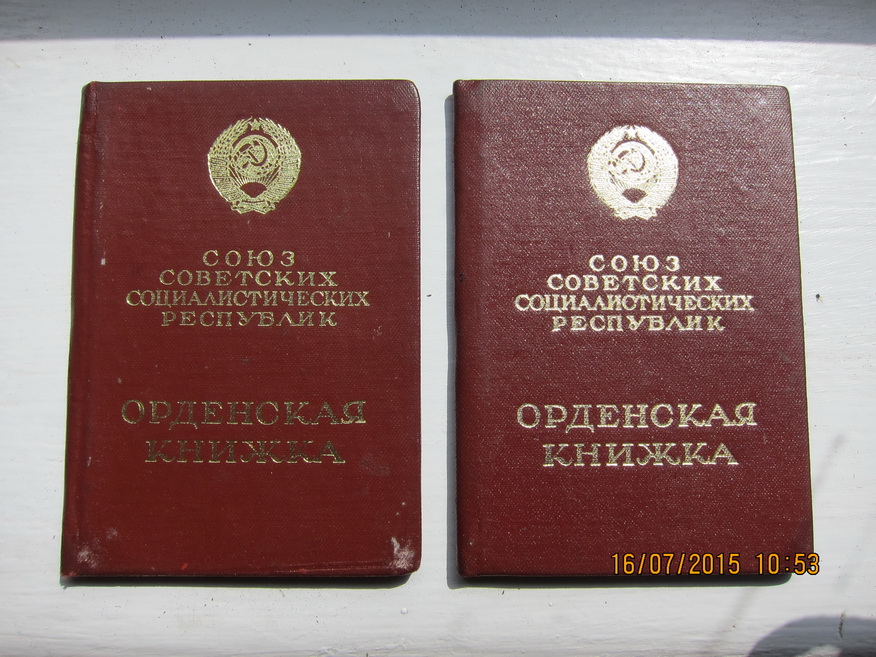 СОЮЗ
СОВЕТСКИХ
СОЦИАЛИСТИЧЕСКИХ
РЕСПУБЛИК
ОРДЕНСКАЯ
КНИЖКА
СОЮЗ
СОВЕТСКИХ
СОЦИАЛИСТИЧЕСКИХ
РЕСПУБЛИК
ОРДЕНСКАЯ
КНИЖКА
16/07/2015 10:53